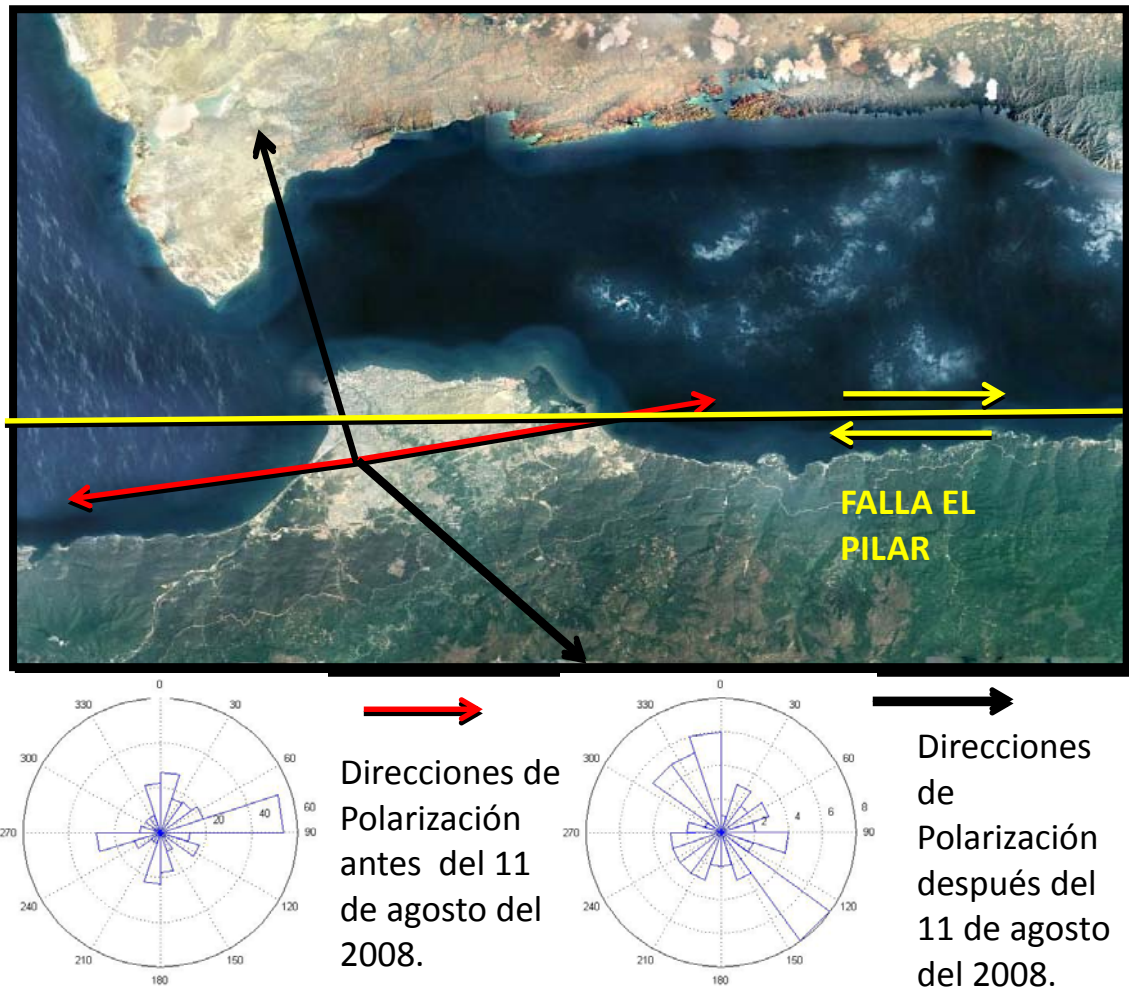 FALLA EL
PILAR
0
30
60
60
90
120
150
180
210
240
270
300
330
20
40
Direcciones de
Polarización
antes del 11
de agosto del
2008.
0
30
60
8
90
120
150
180
210
240
270
300
330
2
4
6
Direcciones
de
Polarización
después del
11 de agosto
del 2008.